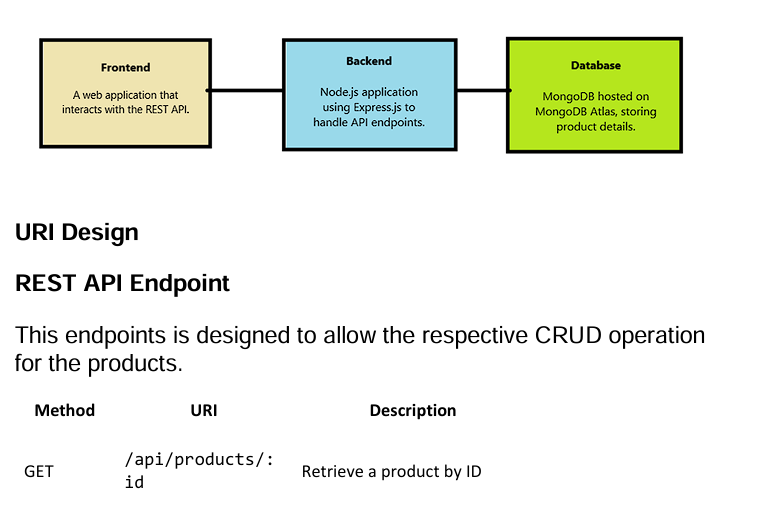 Frontend
A web application that
interacts with the REST API.
Backend
Node.js application
using Express.js to
handle API endpoints.
Database
MongoDB hosted on
MongoDB Atlas, storing
product details.
URI Design
REST API Endpoint
This endpoints is designed to allow the respective CRUD operation
for the products.
Method URI Description
GET /api/products/: Retrieve a product by ID
id